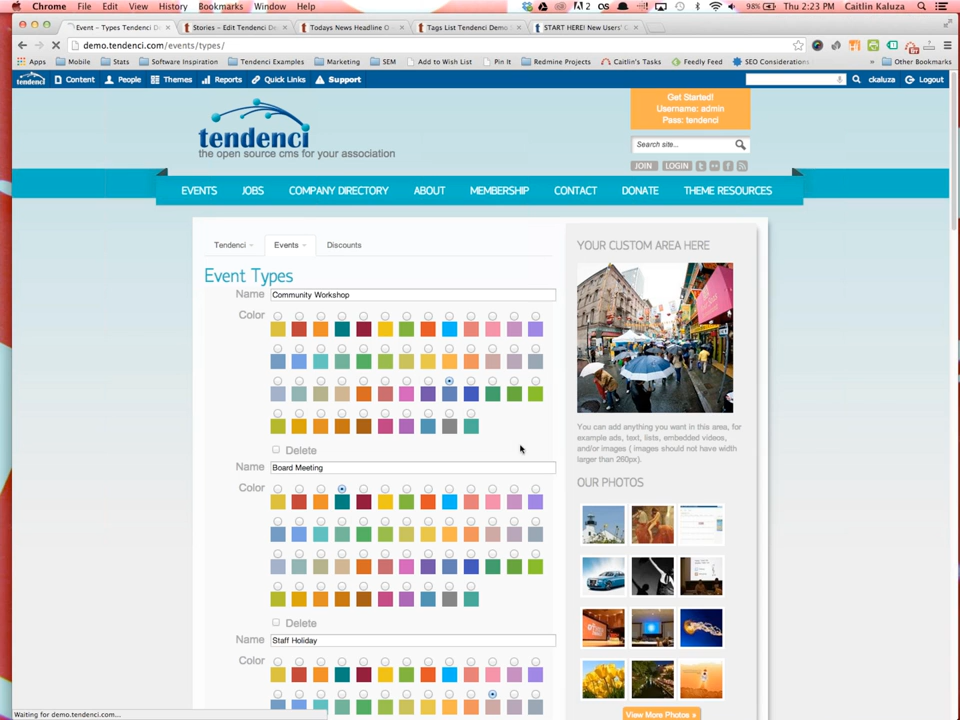 Chrome File Edit View History Bookmarks Window Help 2 98% Thu 2:23 PM Caitlin Kaluza
Event – Types Tendenci De Stories – Edit Tendenci De Todays News Headline O Tags List Tendenci Demo START HERE! New Users' G
demo.tendenci.com/events/types/
Apps Mobile Stats Software Inspiration Tendenci Examples Marketing SEM Add to Wish List Pin It Redmine Projects Caitlin's Tasks Feedly Feed SEO Considerations » Other Bookmarks
tendenci Content People Themes Reports Quick Links Support ckaluza Logout
Get Started!
Username: admin
Pass: tendenci
tendenci
the open source cms for your association
Search site...
JOIN LOGIN
EVENTS JOBS COMPANY DIRECTORY ABOUT MEMBERSHIP CONTACT DONATE THEME RESOURCES
Tendenci Events Discounts
Event Types
Name Community Workshop
Color
Delete
Name Board Meeting
Color
Delete
Name Staff Holiday
Color
YOUR CUSTOM AREA HERE
You can add anything you want in this area, for
example ads, text, lists, embedded videos,
and/or images ( images should not have width
larger than 260px).
OUR PHOTOS
View More Photos »
Waiting for demo.tendenci.com...